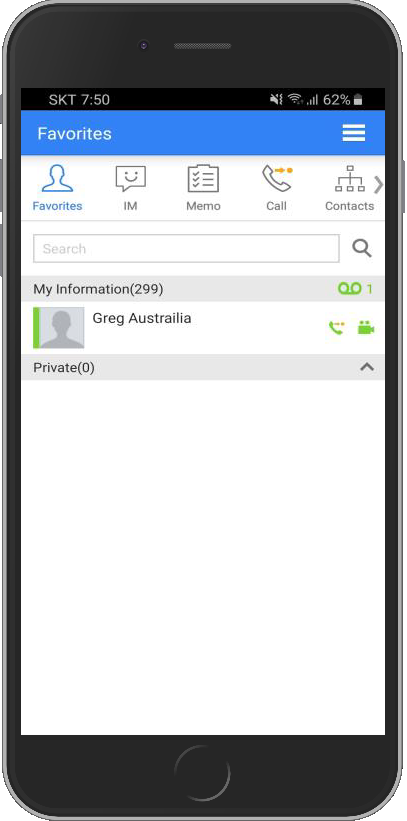 SKT 7:50 62%
Favorites
Favorites IM Memo Call Contacts
Search
My Information(299) 1
Greg Austrailia
Private(0)